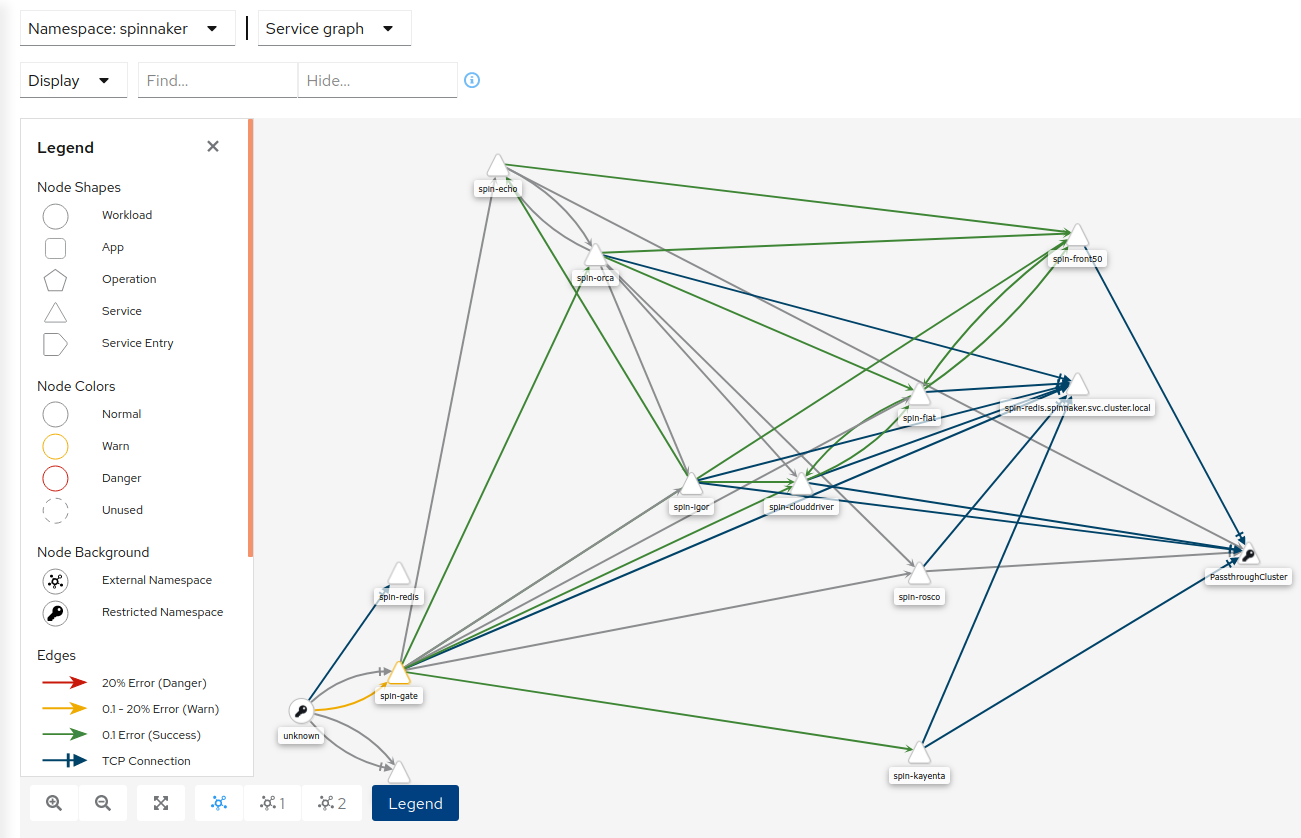 Namespace: spinnaker
Service graph
Display
Find...
Hide...
Legend
Node Shapes
Workload
App
Operation
Service
Service Entry
Node Colors
Normal
Warn
Danger
Unused
Node Background
External Namespace
Restricted Namespace
Edges
20% Error (Danger)
0.1 - 20% Error (Warn)
0.1 Error (Success)
TCP Connection
spin-echo
spin-orca
spin-front50
spin-redis.spinnaker.svc.cluster.local
spin-fiat
spin-igor
spin-clouddriver
PassthroughCluster
spin-redis
spin-rosco
spin-gate
unknown
spin-kayenta
1
2
Legend